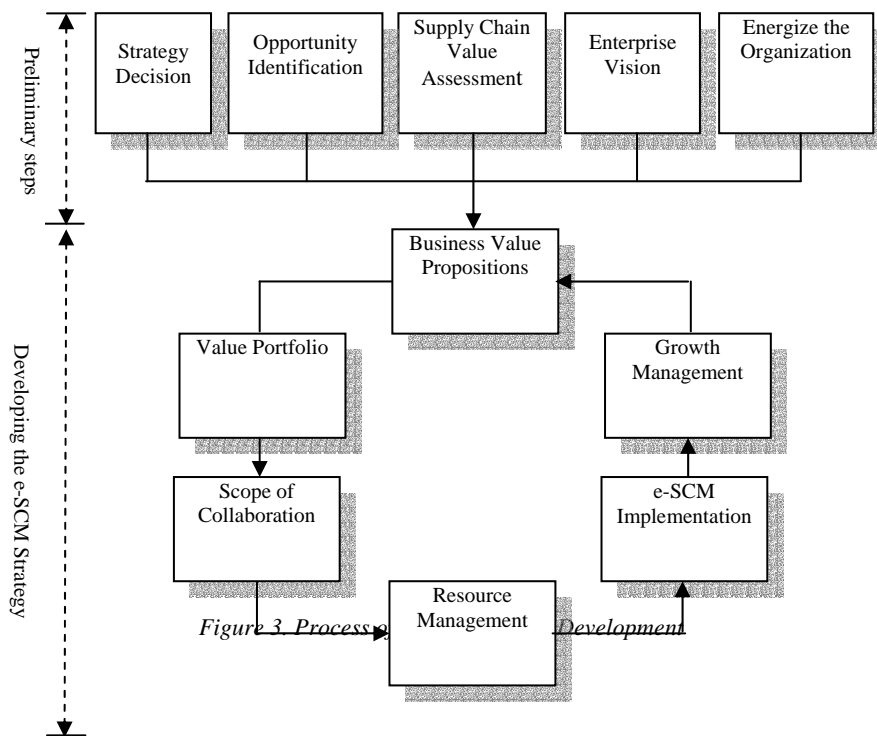 Strategy
Decision
Opportunity
Identification
Supply Chain
Value
Assessment
Enterprise
Vision
Energize the
Organization
Preliminary steps
Business Value
Propositions
Value Portfolio
Growth
Management
Developing the e-SCM Strategy
Scope of
Collaboration
e-SCM
Implementation
Resource
Management
Figure 3. Process o Development